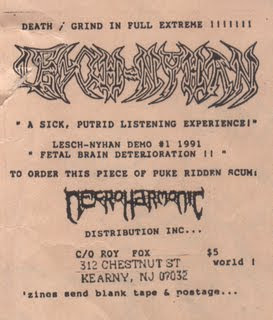 DEATH / GRIND IN FULL EXTREME !!!!!!!
LESCH-NYHAN
" A SICK, PUTRID LISTENING EXPERIENCE!"
LESCH-NYHAN DEMO #1 1991
" FETAL BRAIN DETERIORATION !! "
TO ORDER THIS PIECE OF PUKE RIDDEN SCUM:
NECROHARMONIC
DISTRIBUTION INC...
C/O ROY FOX $5
312 CHESTNUT ST world !
KEARNY, NJ 07032
'zines send blank tape & postage...